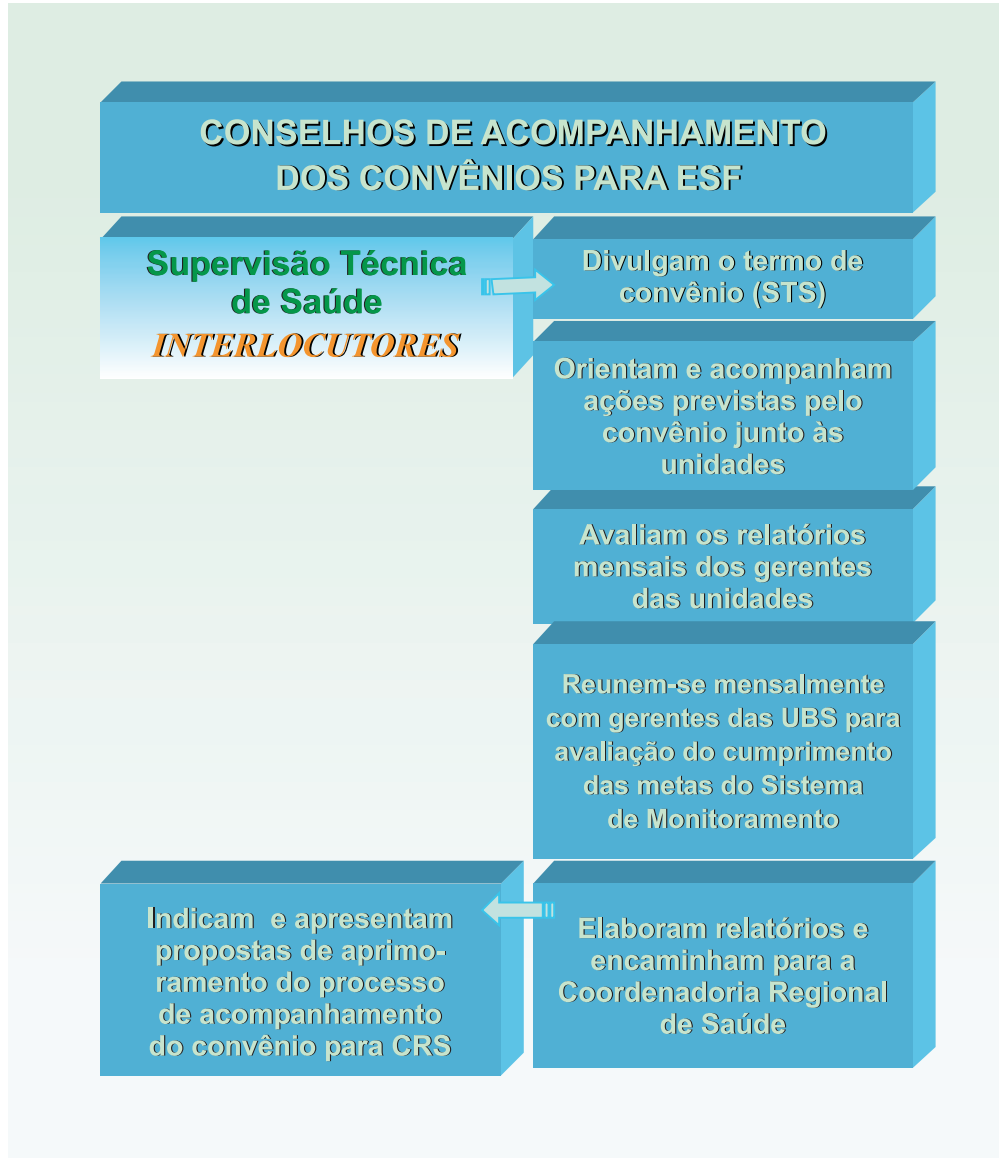 CONSELHOS DE ACOMPANHAMENTO
DOS CONVÊNIOS PARA ESF
Supervisão Técnica
de Saúde
INTERLOCUTORES
Divulgam o termo de
convênio (STS)
Orientam e acompanham
ações previstas pelo
convênio junto às
unidades
Avaliam os relatórios
mensais dos gerentes
das unidades
Reunem-se mensalmente
com gerentes das UBS para
avaliação do cumprimento
das metas do Sistema
de Monitoramento
Elaboram relatórios e
encaminham para a
Coordenadoria Regional
de Saúde
Indicam e apresentam
propostas de aprimo-
ramento do processo
de acompanhamento
do convênio para CRS